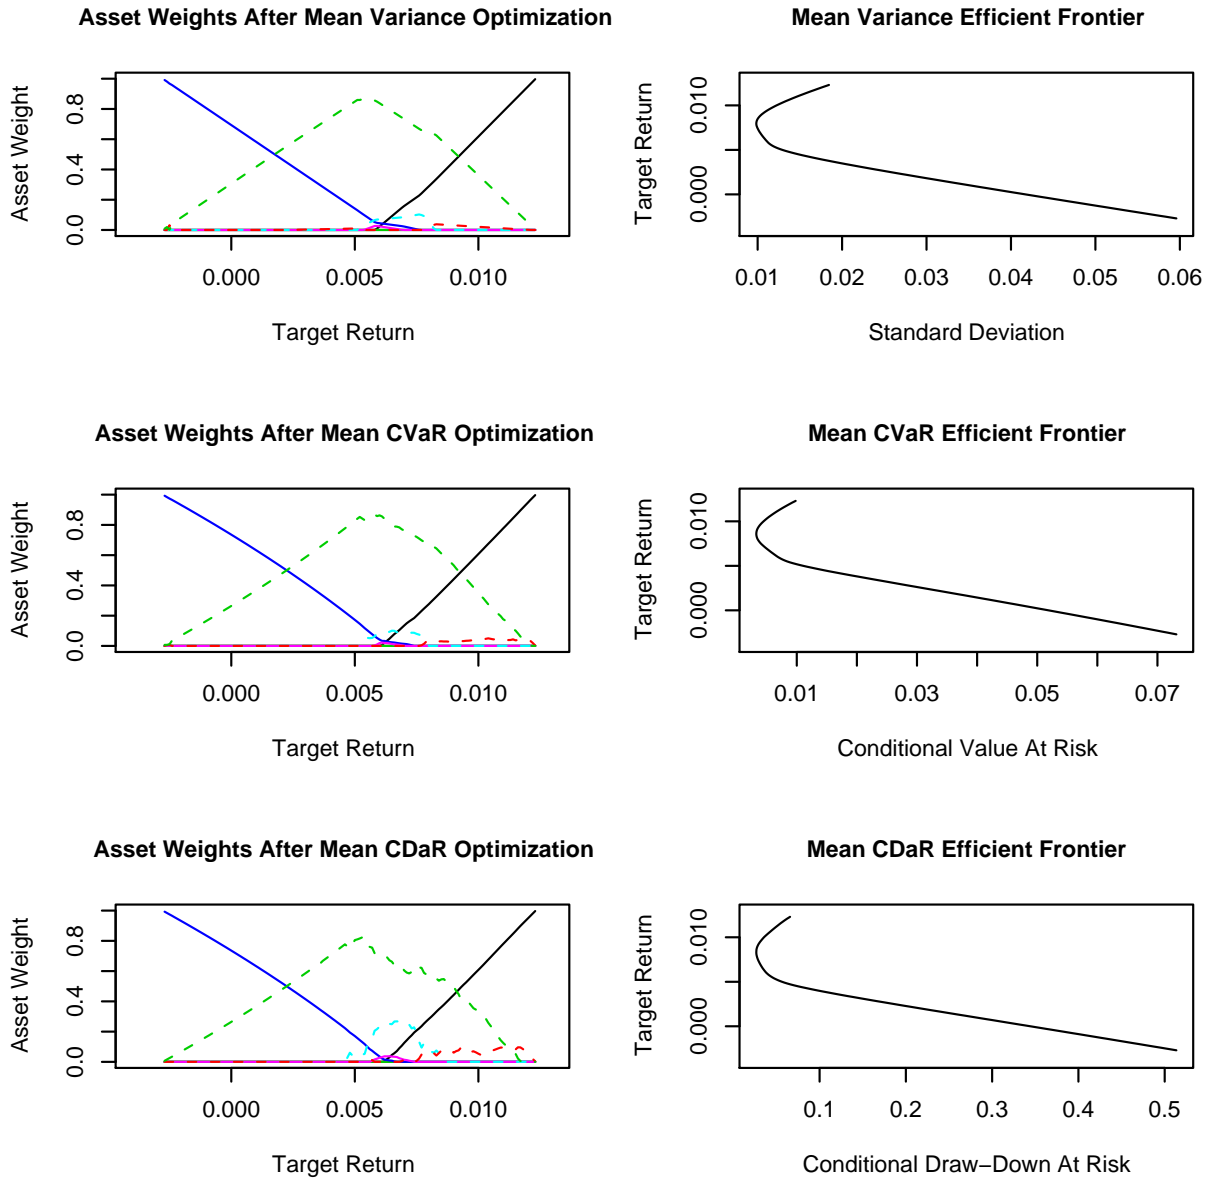 Asset Weights After Mean Variance Optimization
Asset Weight
0.0 0.4 0.8
0.000 0.005 0.010
Target Return
Mean Variance Efficient Frontier
Target Return
0.000 0.010
0.01 0.02 0.03 0.04 0.05 0.06
Standard Deviation
Asset Weights After Mean CVaR Optimization
Asset Weight
0.0 0.4 0.8
0.000 0.005 0.010
Target Return
Mean CVaR Efficient Frontier
Target Return
0.000 0.010
0.01 0.03 0.05 0.07
Conditional Value At Risk
Asset Weights After Mean CDaR Optimization
Asset Weight
0.0 0.4 0.8
0.000 0.005 0.010
Target Return
Mean CDaR Efficient Frontier
Target Return
0.000 0.010
0.1 0.2 0.3 0.4 0.5
Conditional Draw−Down At Risk